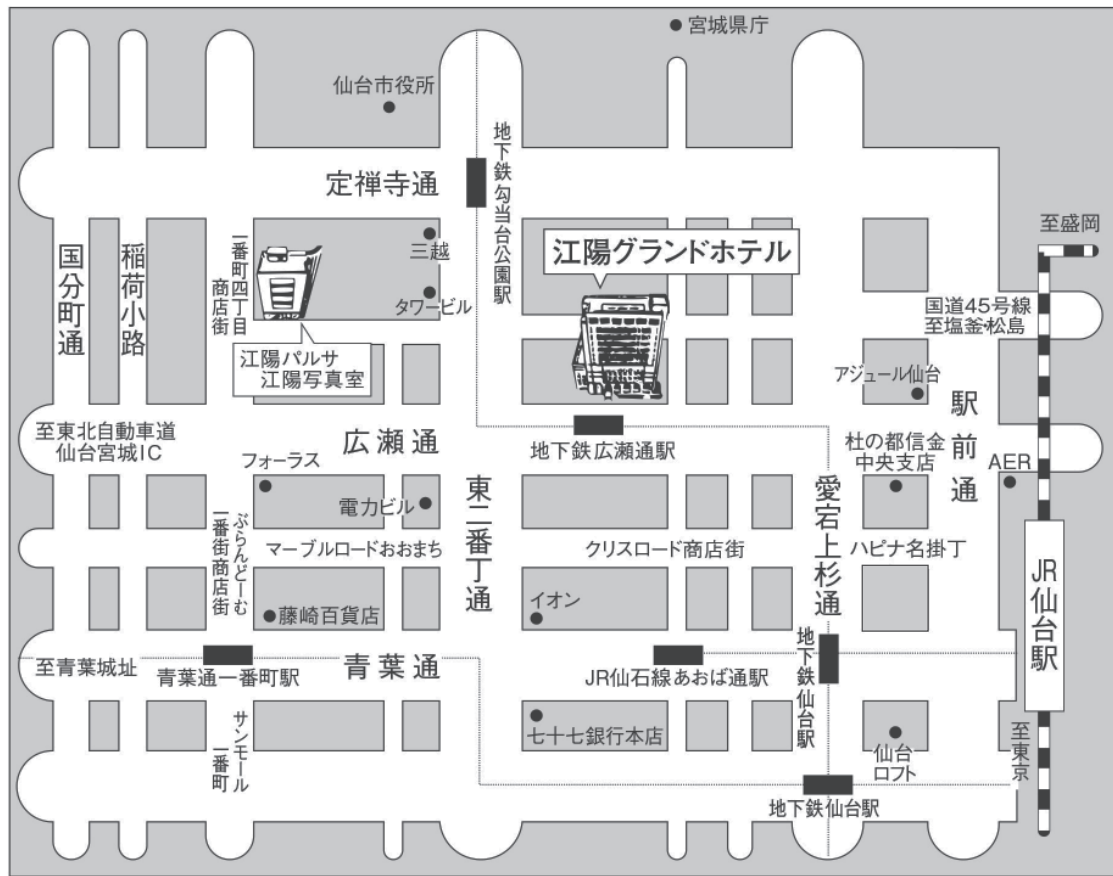 宮城県庁
仙台市役所
地下鉄勾当台公園駅
定禅寺通
至盛岡
国分町通
稲荷小路
一番町四丁目
商店街
三越
タワービル
江陽グランドホテル
国道45号線
至塩釜・松島
江陽パルサ
江陽写真室
アジュール仙台
駅前通
至東北自動車道
仙台宮城IC
広瀬通
地下鉄広瀬通駅
杜の都信金
中央支店
AER
フォーラス
電力ビル
東二番丁通
愛宕上杉通
ぶらんどーむ
一番街商店街
マーブルロードおおまち
クリスロード商店街
ハピナ名掛丁
JR仙台駅
藤崎百貨店
イオン
至青葉城址
青葉通一番町駅
青葉通
JR仙石線あおば通駅
地下鉄仙台駅
サンモール
一番町
七十七銀行本店
仙台
ロフト
至東京
地下鉄仙台駅